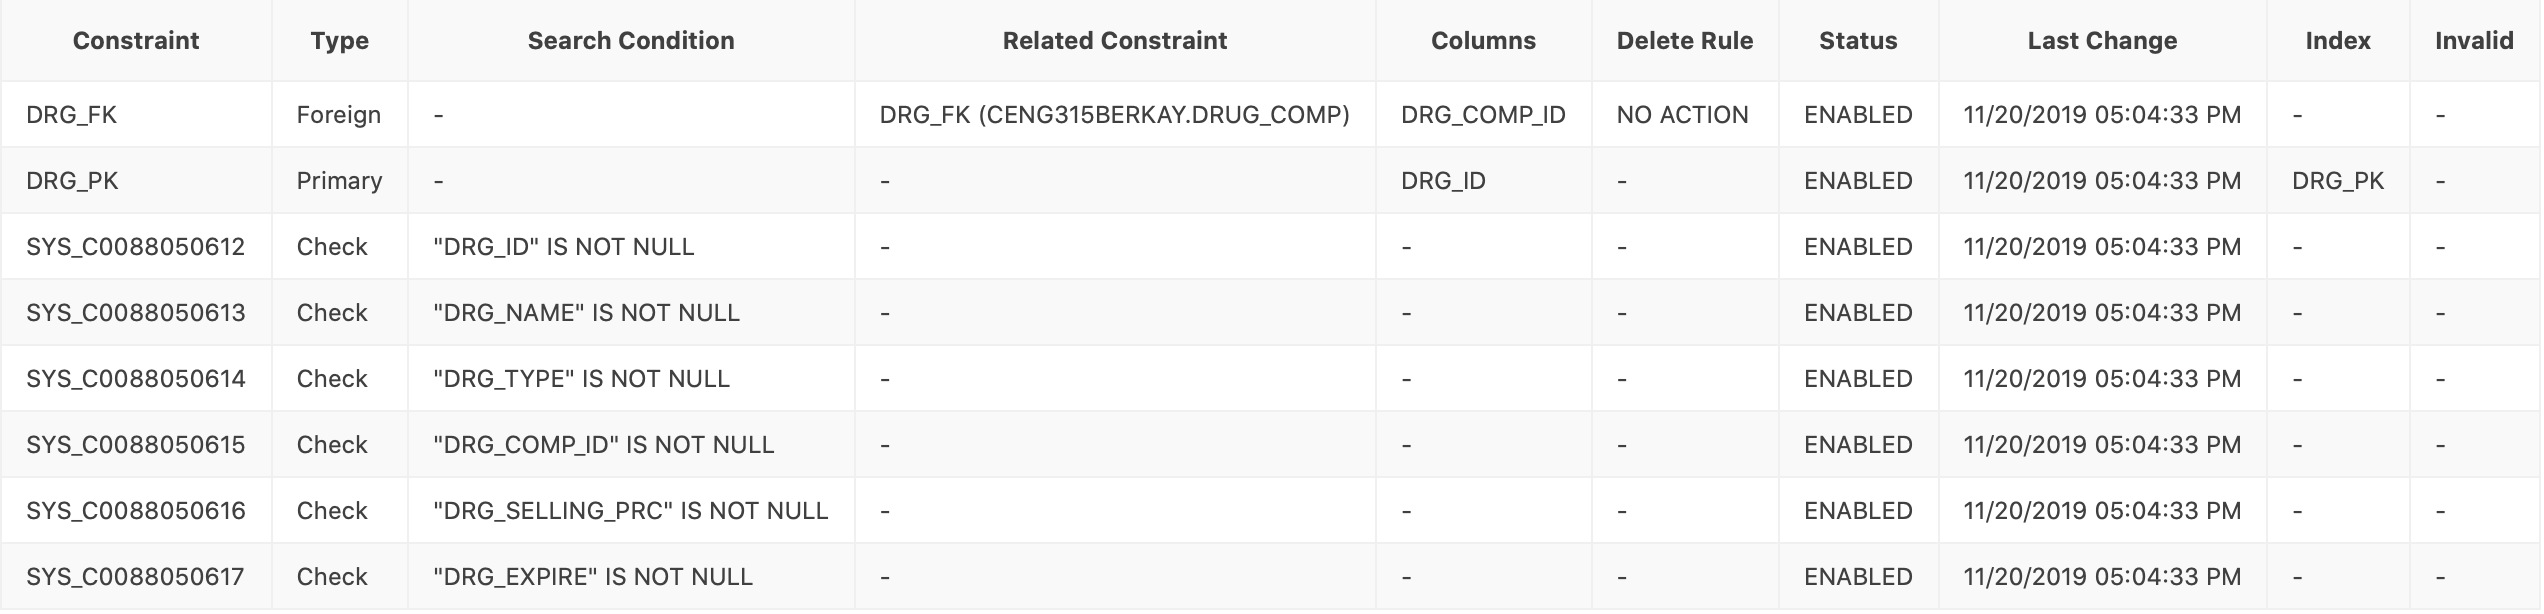 Constraint Type Search Condition Related Constraint Columns Delete Rule Status Last Change Index Invalid
DRG_FK Foreign - DRG_FK (CENG315BERKAY.DRUG_COMP) DRG_COMP_ID NO ACTION ENABLED 11/20/2019 05:04:33 PM - -
DRG_PK Primary - - DRG_ID - ENABLED 11/20/2019 05:04:33 PM DRG_PK -
SYS_C0088050612 Check "DRG_ID" IS NOT NULL - - - ENABLED 11/20/2019 05:04:33 PM - -
SYS_C0088050613 Check "DRG_NAME" IS NOT NULL - - - ENABLED 11/20/2019 05:04:33 PM - -
SYS_C0088050614 Check "DRG_TYPE" IS NOT NULL - - - ENABLED 11/20/2019 05:04:33 PM - -
SYS_C0088050615 Check "DRG_COMP_ID" IS NOT NULL - - - ENABLED 11/20/2019 05:04:33 PM - -
SYS_C0088050616 Check "DRG_SELLING_PRC" IS NOT NULL - - - ENABLED 11/20/2019 05:04:33 PM - -
SYS_C0088050617 Check "DRG_EXPIRE" IS NOT NULL - - - ENABLED 11/20/2019 05:04:33 PM - -